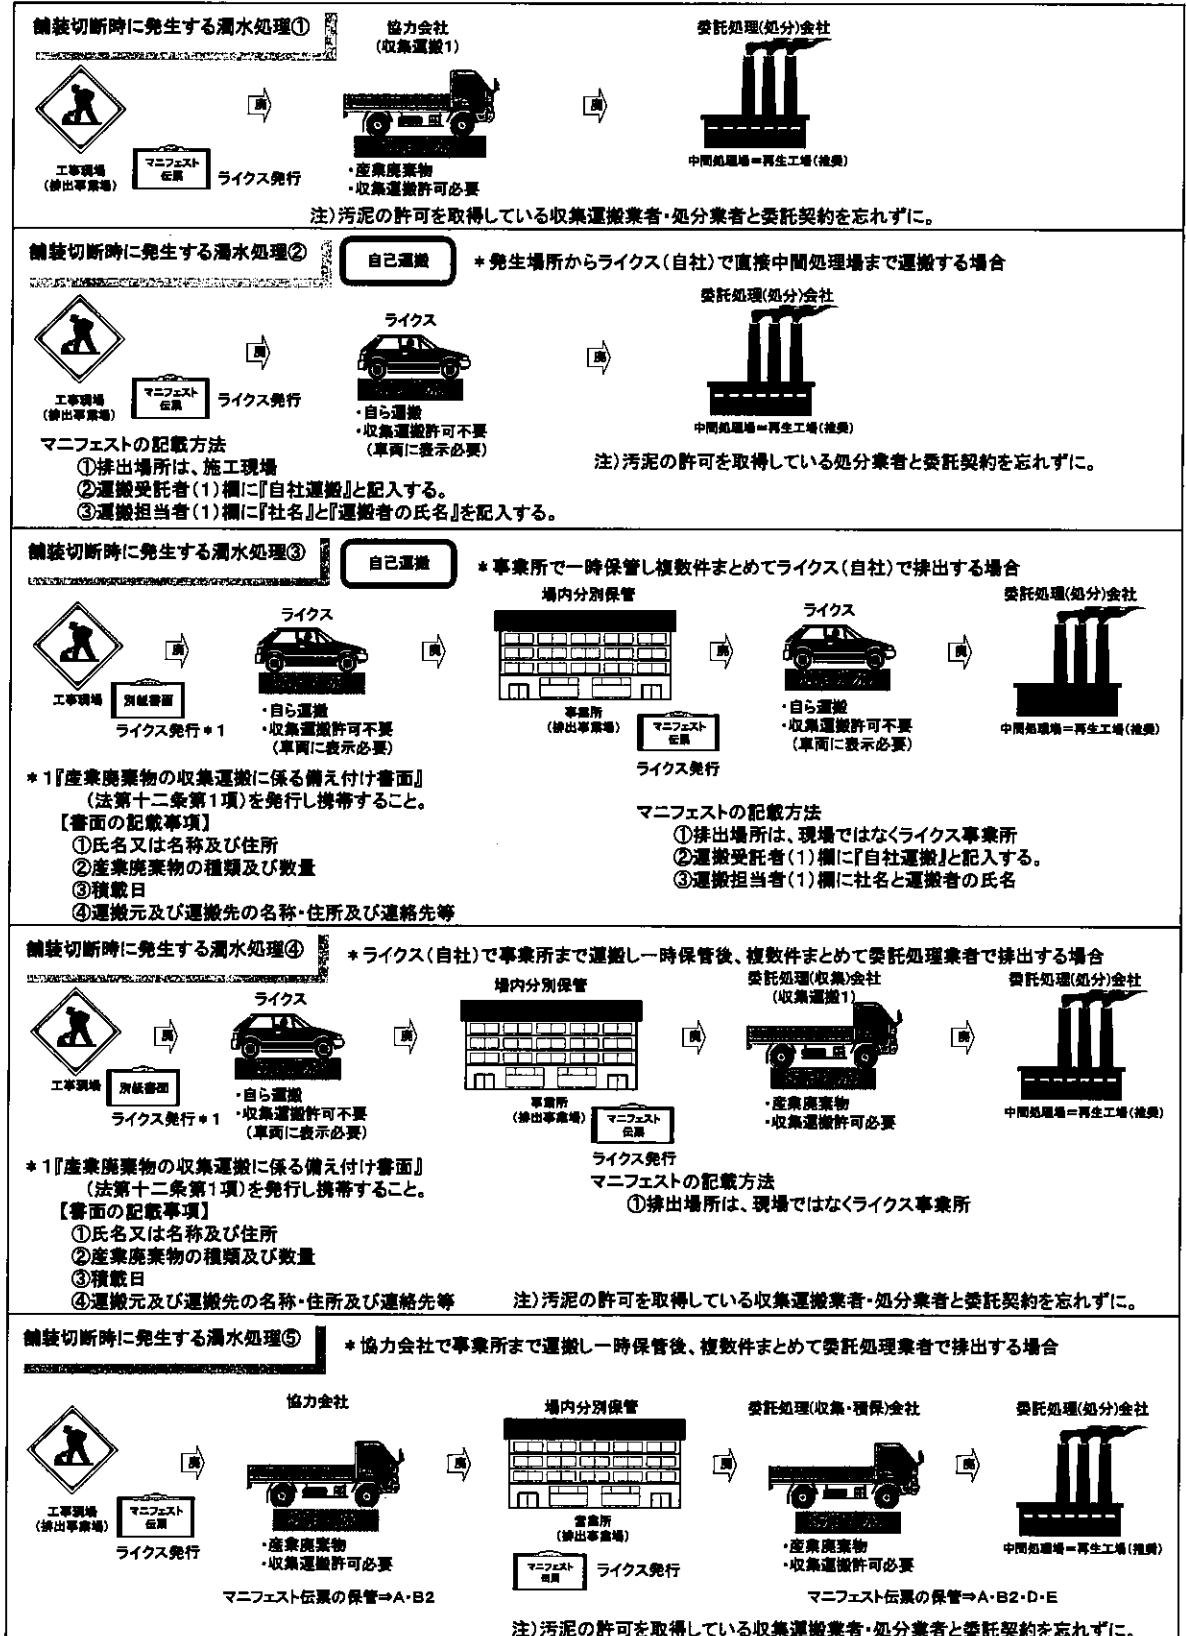 舗装切断時に発生する濁水処理①
協力会社
(収集運搬1)
委託処理(処分)会社
廃
廃
工事現場
(排出事業場)
マニフェスト
伝票
ライクス発行
・産業廃棄物
・収集運搬許可必要
中間処理場=再生工場(推奨)
注)汚泥の許可を取得している収集運搬業者・処分業者と委託契約を忘れずに。
舗装切断時に発生する濁水処理②
自己運搬
*発生場所からライクス(自社)で直接中間処理場まで運搬する場合
委託処理(処分)会社
ライクス
廃
廃
工事現場
(排出事業場)
マニフェスト
伝票
ライクス発行
・自ら運搬
・収集運搬許可不要
(車両に表示必要)
中間処理場=再生工場(推奨)
マニフェストの記載方法
①排出場所は、施工現場
②運搬受託者(1)欄に『自社運搬』と記入する。
③運搬担当者(1)欄に『社名』と『運搬者の氏名』を記入する。
注)汚泥の許可を取得している処分業者と委託契約を忘れずに。
舗装切断時に発生する濁水処理③
自己運搬
*事業所で一時保管し複数件まとめてライクス(自社)で排出する場合
ライクス
場内分別保管
ライクス
委託処理(処分)会社
廃
廃
廃
廃
工事現場
別紙書面
ライクス発行*1
・自ら運搬
・収集運搬許可不要
(車両に表示必要)
事業所
(排出事業場)
マニフェスト
伝票
ライクス発行
・自ら運搬
・収集運搬許可不要
(車両に表示必要)
中間処理場=再生工場(推奨)
*1『産業廃棄物の収集運搬に係る備え付け書面』
(法第十二条第1項)を発行し携帯すること。
【書面の記載事項】
①氏名又は名称及び住所
②産業廃棄物の種類及び数量
③積載日
④運搬元及び運搬先の名称・住所及び連絡先等
マニフェストの記載方法
①排出場所は、現場ではなくライクス事業所
②運搬受託者(1)欄に『自社運搬』と記入する。
③運搬担当者(1)欄に社名と運搬者の氏名
舗装切断時に発生する濁水処理④
*ライクス(自社)で事業所まで運搬し一時保管後、複数件まとめて委託処理業者で排出する場合
ライクス
場内分別保管
委託処理(収集)会社
(収集運搬1)
委託処理(処分)会社
廃
廃
廃
廃
工事現場
別紙書面
ライクス発行*1
・自ら運搬
・収集運搬許可不要
(車両に表示必要)
事業所
(排出事業場)
マニフェスト
伝票
ライクス発行
・産業廃棄物
・収集運搬許可必要
中間処理場=再生工場(推奨)
*1『産業廃棄物の収集運搬に係る備え付け書面』
(法第十二条第1項)を発行し携帯すること。
【書面の記載事項】
①氏名又は名称及び住所
②産業廃棄物の種類及び数量
③積載日
④運搬元及び運搬先の名称・住所及び連絡先等
マニフェストの記載方法
①排出場所は、現場ではなくライクス事業所
注)汚泥の許可を取得している収集運搬業者・処分業者と委託契約を忘れずに。
舗装切断時に発生する濁水処理⑤
*協力会社で事業所まで運搬し一時保管後、複数件まとめて委託処理業者で排出する場合
協力会社
場内分別保管
委託処理(収集・積保)会社
委託処理(処分)会社
廃
廃
廃
廃
工事現場
(排出事業場)
マニフェスト
伝票
ライクス発行
・産業廃棄物
・収集運搬許可必要
マニフェスト伝票の保管⇒A・B2
営業所
(排出事業場)
マニフェスト
伝票
ライクス発行
・産業廃棄物
・収集運搬許可必要
マニフェスト伝票の保管⇒A・B2・D・E
中間処理場=再生工場(推奨)
注)汚泥の許可を取得している収集運搬業者・処分業者と委託契約を忘れずに。